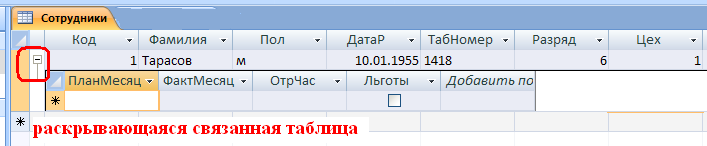 Сотрудники
Код Фамилия Пол ДатаР ТабНомер Разряд Цех
1 Тарасов м 10.01.1955 1418 6 1
ПланМесяц ФактМесяц ОтрЧас Льготы Добавить по
раскрывающаяся связанная таблица